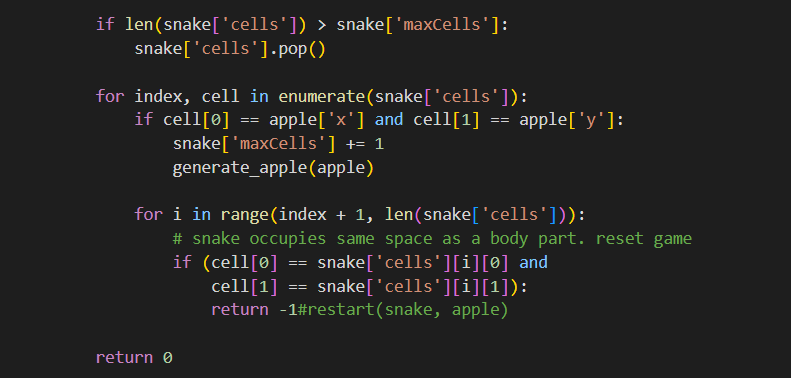 if len(snake['cells']) > snake['maxCells']:
    snake['cells'].pop()

for index, cell in enumerate(snake['cells']):
    if cell[0] == apple['x'] and cell[1] == apple['y']:
        snake['maxCells'] += 1
        generate_apple(apple)

    for i in range(index + 1, len(snake['cells'])):
        # snake occupies same space as a body part. reset game
        if (cell[0] == snake['cells'][i][0] and
            cell[1] == snake['cells'][i][1]):
            return -1#restart(snake, apple)

return 0